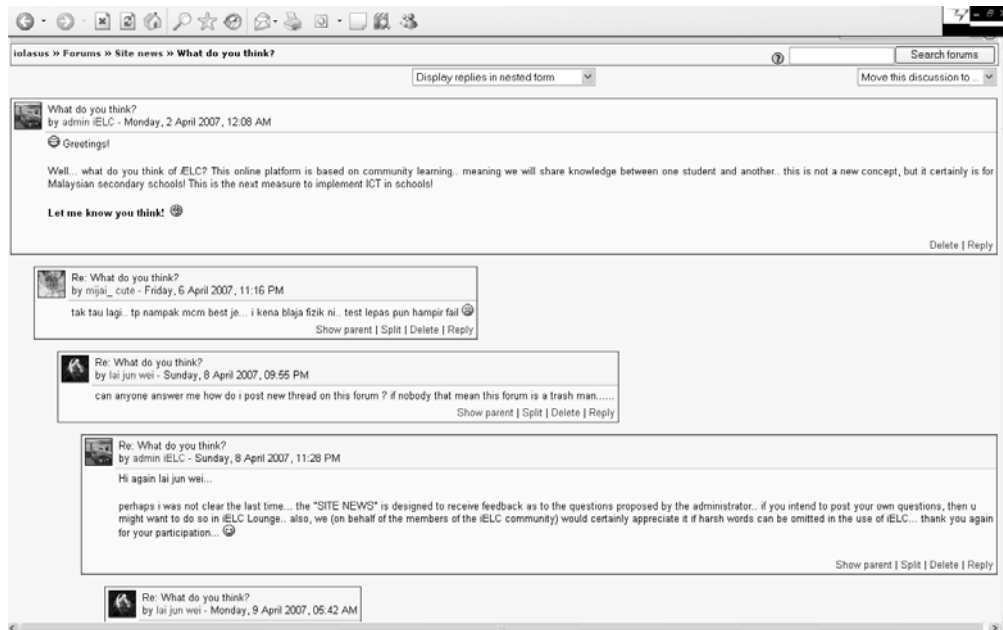 iolasus » Forums » Site news » What do you think?
Search forums
Display replies in nested form
Move this discussion to ...
What do you think?
by admin iELC - Monday, 2 April 2007, 12:08 AM
Greetings!
Well... what do you think of iELC? This online platform is based on community learning.. meaning we will share knowledge between one student and another.. this is not a new concept, but it certainly is for
Malaysian secondary schools! This is the next measure to implement ICT in schools!
Let me know you think!
Delete | Reply
Re: What do you think?
by mijai_ cute - Friday, 6 April 2007, 11:16 PM
tak tau lagi.. tp nampak mcm best je... i kena blaja fizik ni.. test lepas pun hampir fail
Show parent | Split | Delete | Reply
Re: What do you think?
by lai jun wei - Sunday, 8 April 2007, 09:55 PM
can anyone answer me how do i post new thread on this forum ? if nobody that mean this forum is a trash man......
Show parent | Split | Delete | Reply
Re: What do you think?
by admin iELC - Sunday, 8 April 2007, 11:28 PM
Hi again lai jun wei...
perhaps i was not clear the last time... the "SITE NEWS" is designed to receive feedback as to the questions proposed by the administrator.. if you intend to post your own questions, then u
might want to do so in iELC Lounge.. also, we (on behalf of the members of the iELC community) would certainly appreciate it if harsh words can be omitted in the use of iELC... thank you again
for your participation...
Show parent | Split | Delete | Reply
Re: What do you think?
by lai jun wei - Monday, 9 April 2007, 05:42 AM